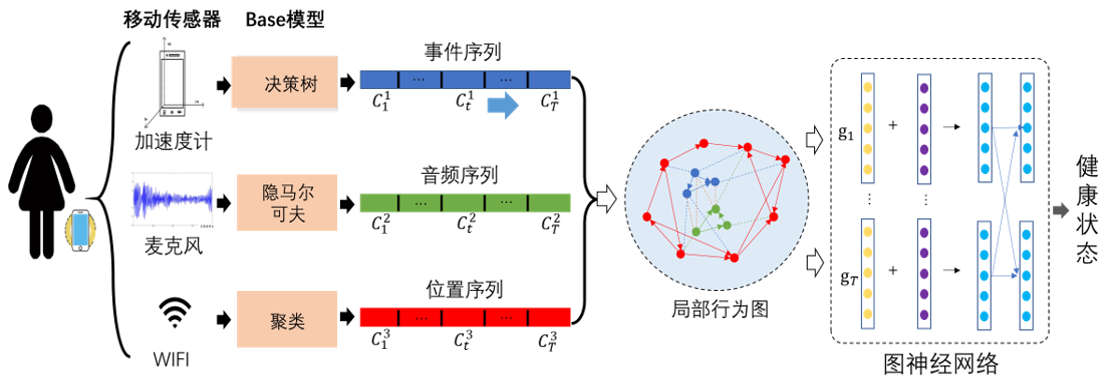 移动传感器
Base模型
加速度计
决策树
事件序列
... ...
C_1^1 C_t^1 C_T^1
麦克风
隐马尔
可夫
音频序列
... ...
C_1^2 C_t^2 C_T^2
WIFI
聚类
位置序列
... ...
C_1^3 C_t^3 C_T^3
局部行为图
g_1
+
⋮ ⋮ ⋮
g_T
+
图神经网络
健康状态